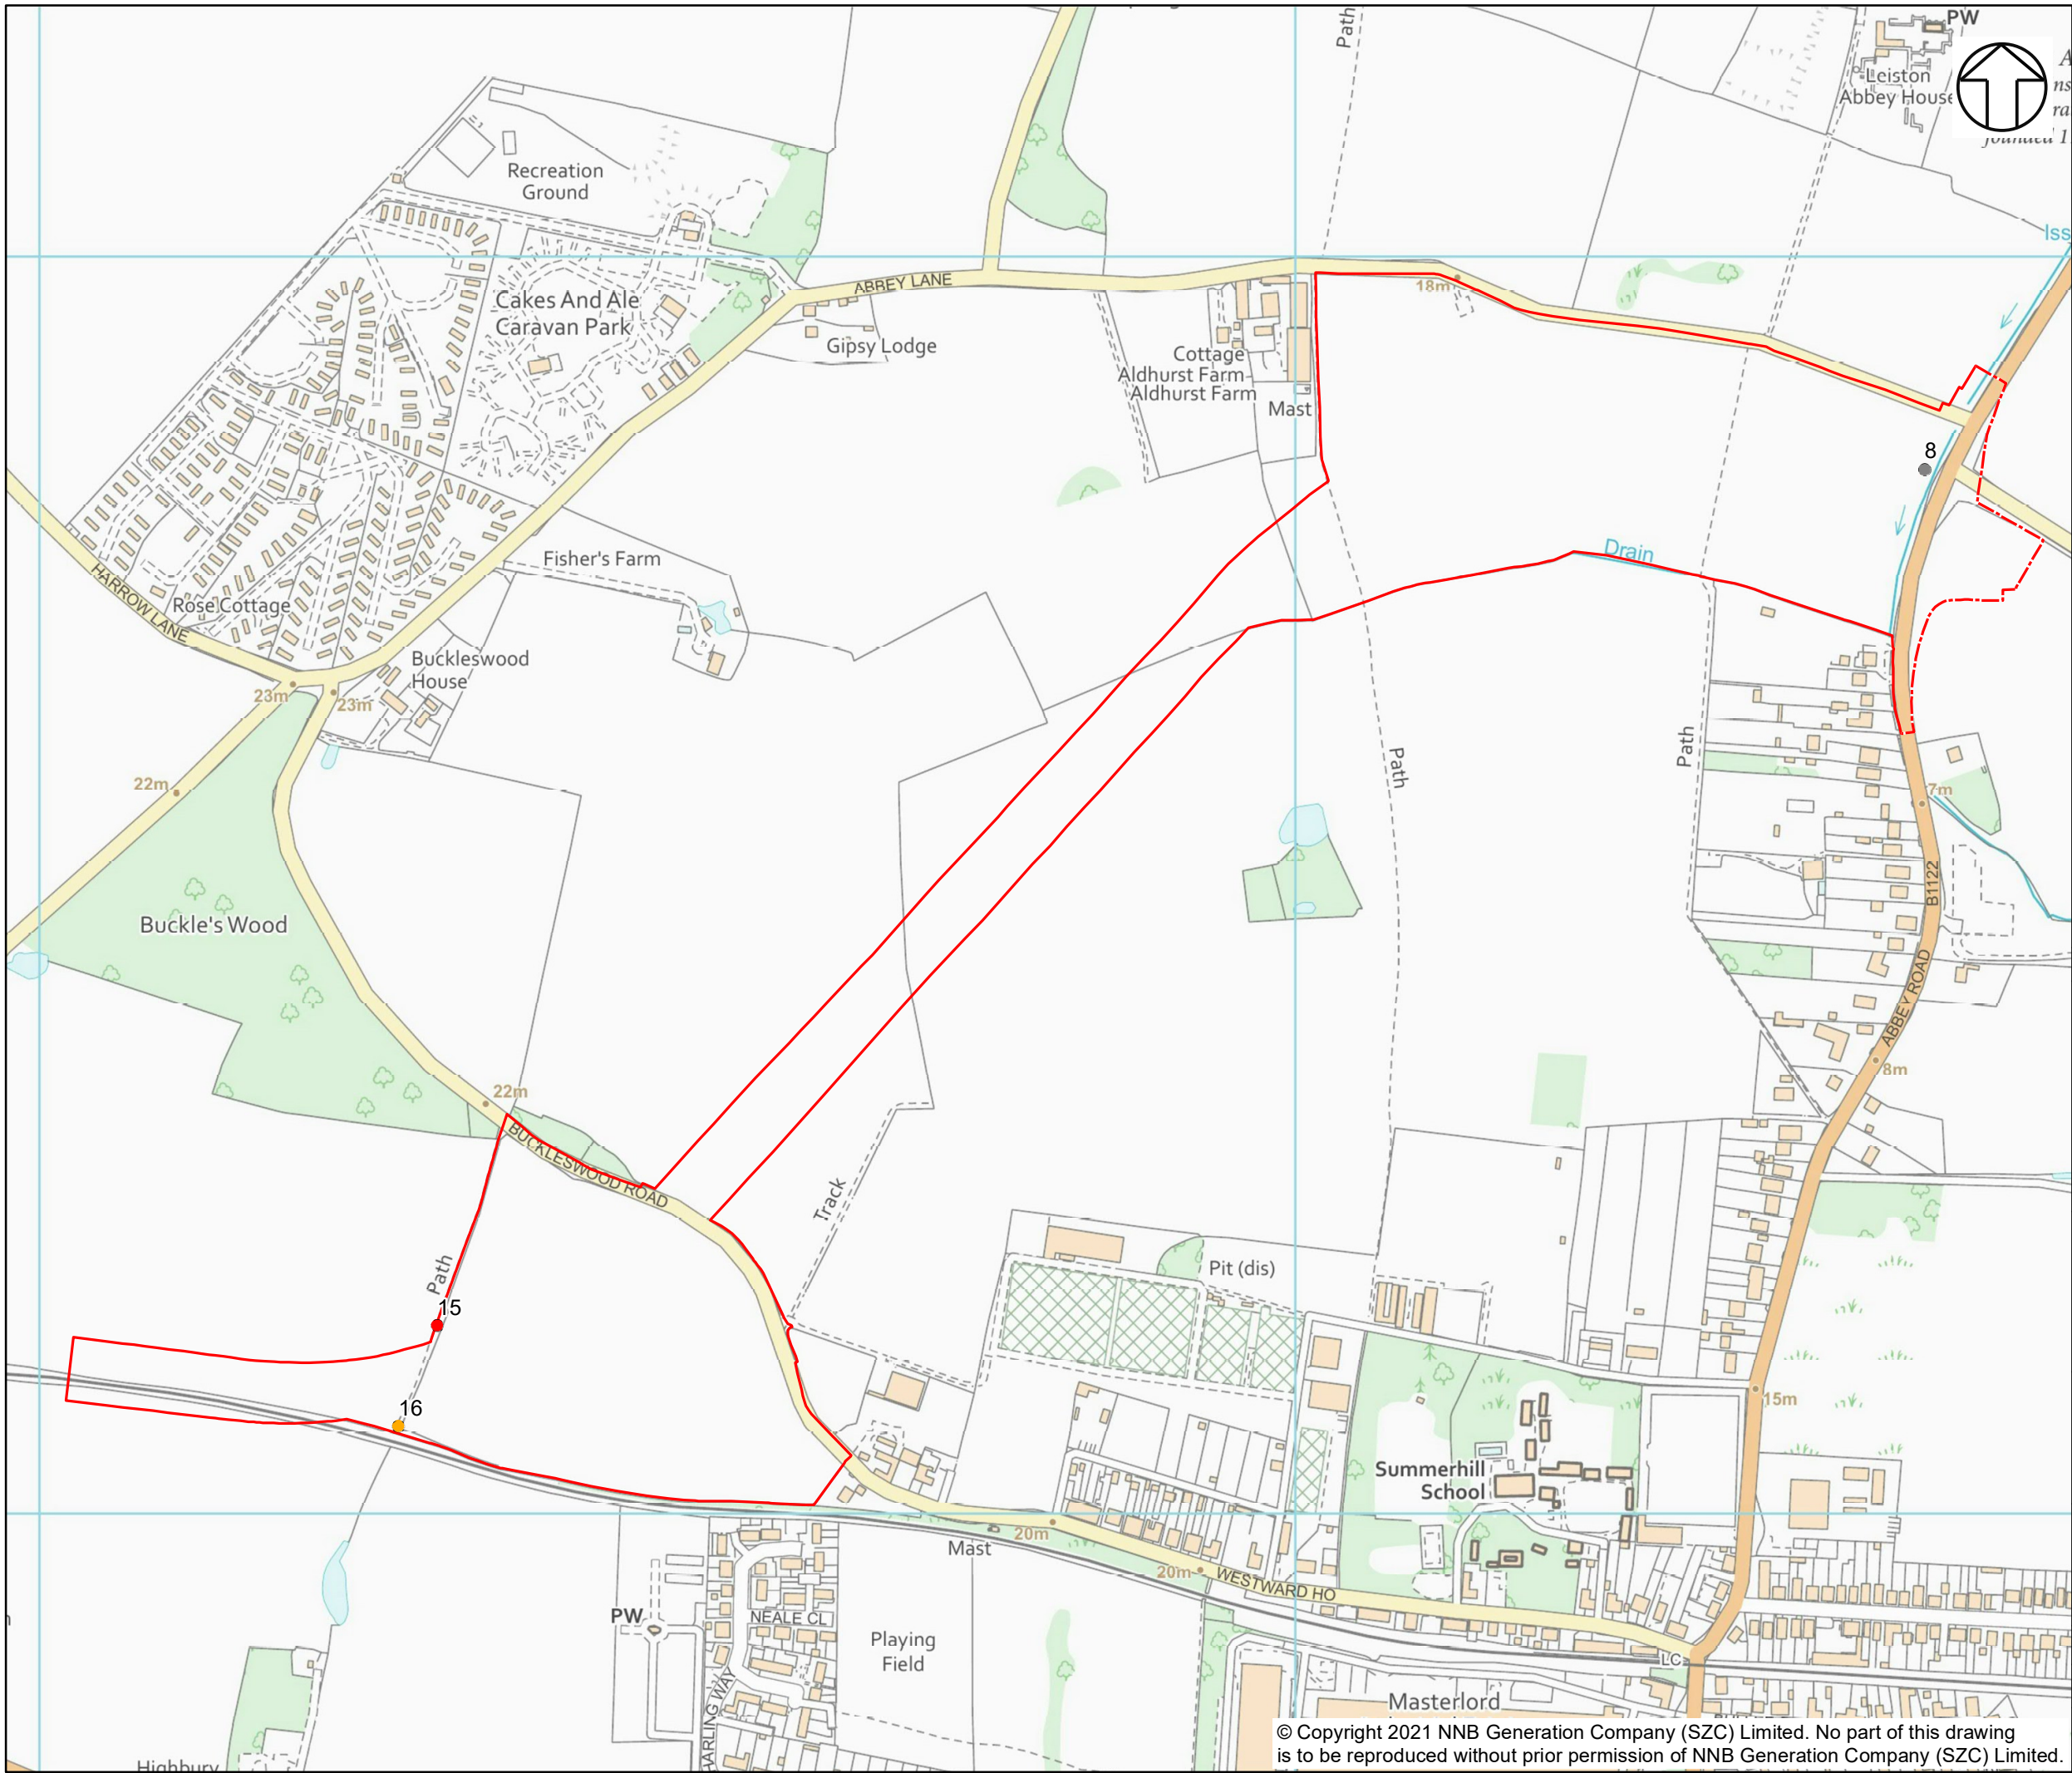 PW
Path
Leiston
Abbey House
founded 1
Recreation
Ground
Iss
ABBEY LANE
18m
Cakes And Ale
Caravan Park
Gipsy Lodge
Cottage
Aldhurst Farm
Aldhurst Farm
Mast
8
Drain
Fisher's Farm
HARROW LANE
Rose Cottage
Buckleswood
House
23m
23m
22m
Path
Path
7m
B1122
Buckle's Wood
ABBEY ROAD
8m
22m
BUCKLESWOOD ROAD
Track
Path
15
Pit (dis)
16
15m
Summerhill
School
20m
Mast
20m
WESTWARD HO
PW
NEALE CL
Playing
Field
HARLING WAY
LC
Masterlord
Highbury
© Copyright 2021 NNB Generation Company (SZC) Limited. No part of this drawing
is to be reproduced without prior permission of NNB Generation Company (SZC) Limited.